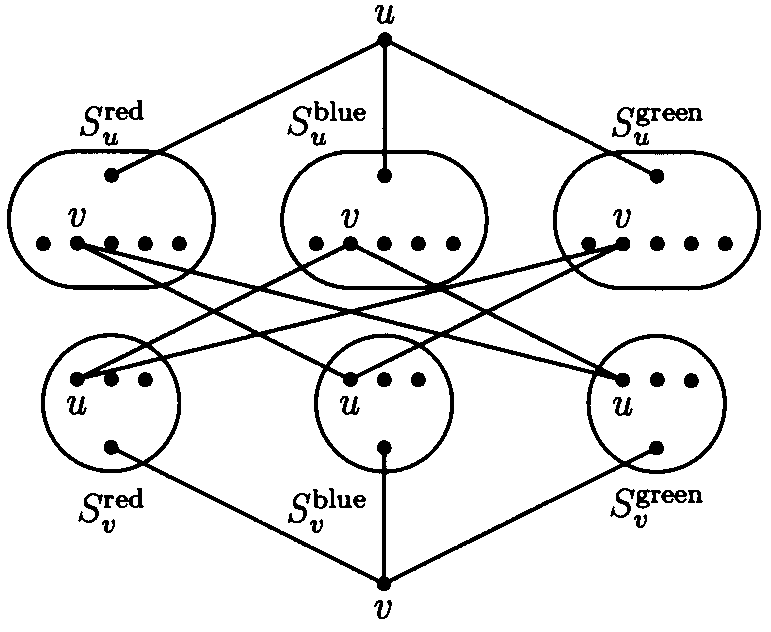 u
S_u^red S_u^blue S_u^green
v v v
u u u
S_v^red S_v^blue S_v^green
v